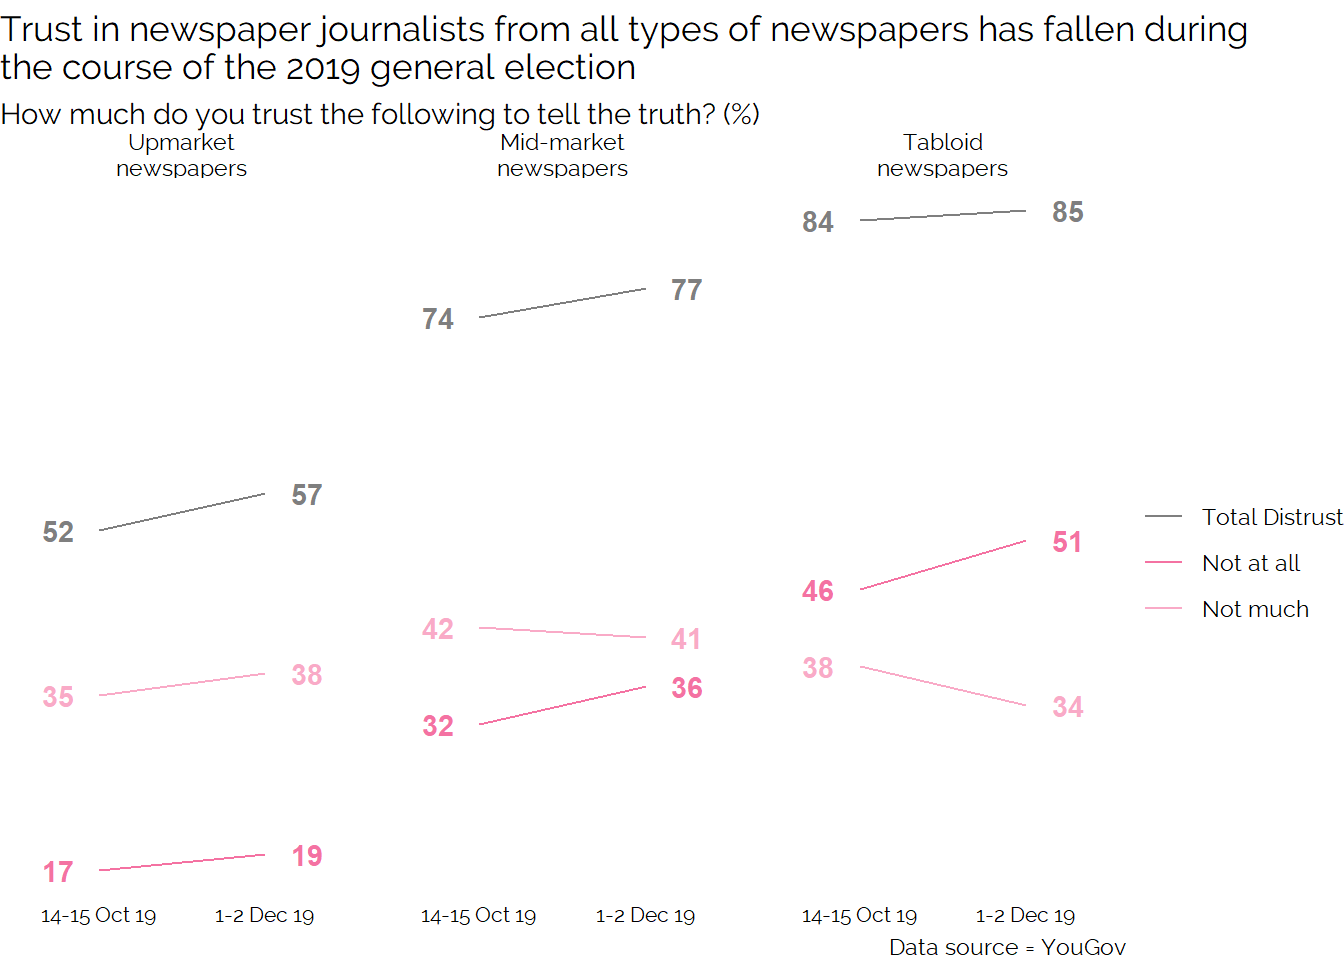 Trust in newspaper journalists from all types of newspapers has fallen during
the course of the 2019 general election
How much do you trust the following to tell the truth? (%)
Upmarket
newspapers
Mid-market
newspapers
Tabloid
newspapers
84
85
74
77
52
57
46
51
42
41
38
34
35
38
32
36
17
19
Total Distrust
Not at all
Not much
14-15 Oct 19
1-2 Dec 19
14-15 Oct 19
1-2 Dec 19
14-15 Oct 19
1-2 Dec 19
Data source = YouGov